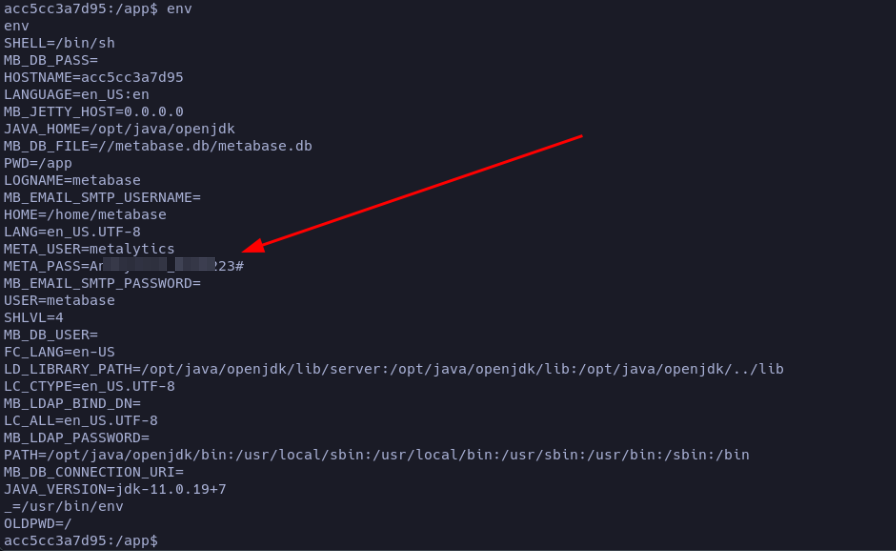 acc5cc3a7d95:/app$ env
env
SHELL=/bin/sh
MB_DB_PASS=
HOSTNAME=acc5cc3a7d95
LANGUAGE=en_US:en
MB_JETTY_HOST=0.0.0.0
JAVA_HOME=/opt/java/openjdk
MB_DB_FILE=//metabase.db/metabase.db
PWD=/app
LOGNAME=metabase
MB_EMAIL_SMTP_USERNAME=
HOME=/home/metabase
LANG=en_US.UTF-8
META_USER=metalytics
META_PASS=
MB_EMAIL_SMTP_PASSWORD=
USER=metabase
SHLVL=4
MB_DB_USER=
FC_LANG=en-US
LD_LIBRARY_PATH=/opt/java/openjdk/lib/server:/opt/java/openjdk/lib:/opt/java/openjdk/../lib
LC_CTYPE=en_US.UTF-8
MB_LDAP_BIND_DN=
LC_ALL=en_US.UTF-8
MB_LDAP_PASSWORD=
PATH=/opt/java/openjdk/bin:/usr/local/sbin:/usr/local/bin:/usr/sbin:/usr/bin:/sbin:/bin
MB_DB_CONNECTION_URI=
JAVA_VERSION=jdk-11.0.19+7
_=/usr/bin/env
OLDPWD=/
acc5cc3a7d95:/app$